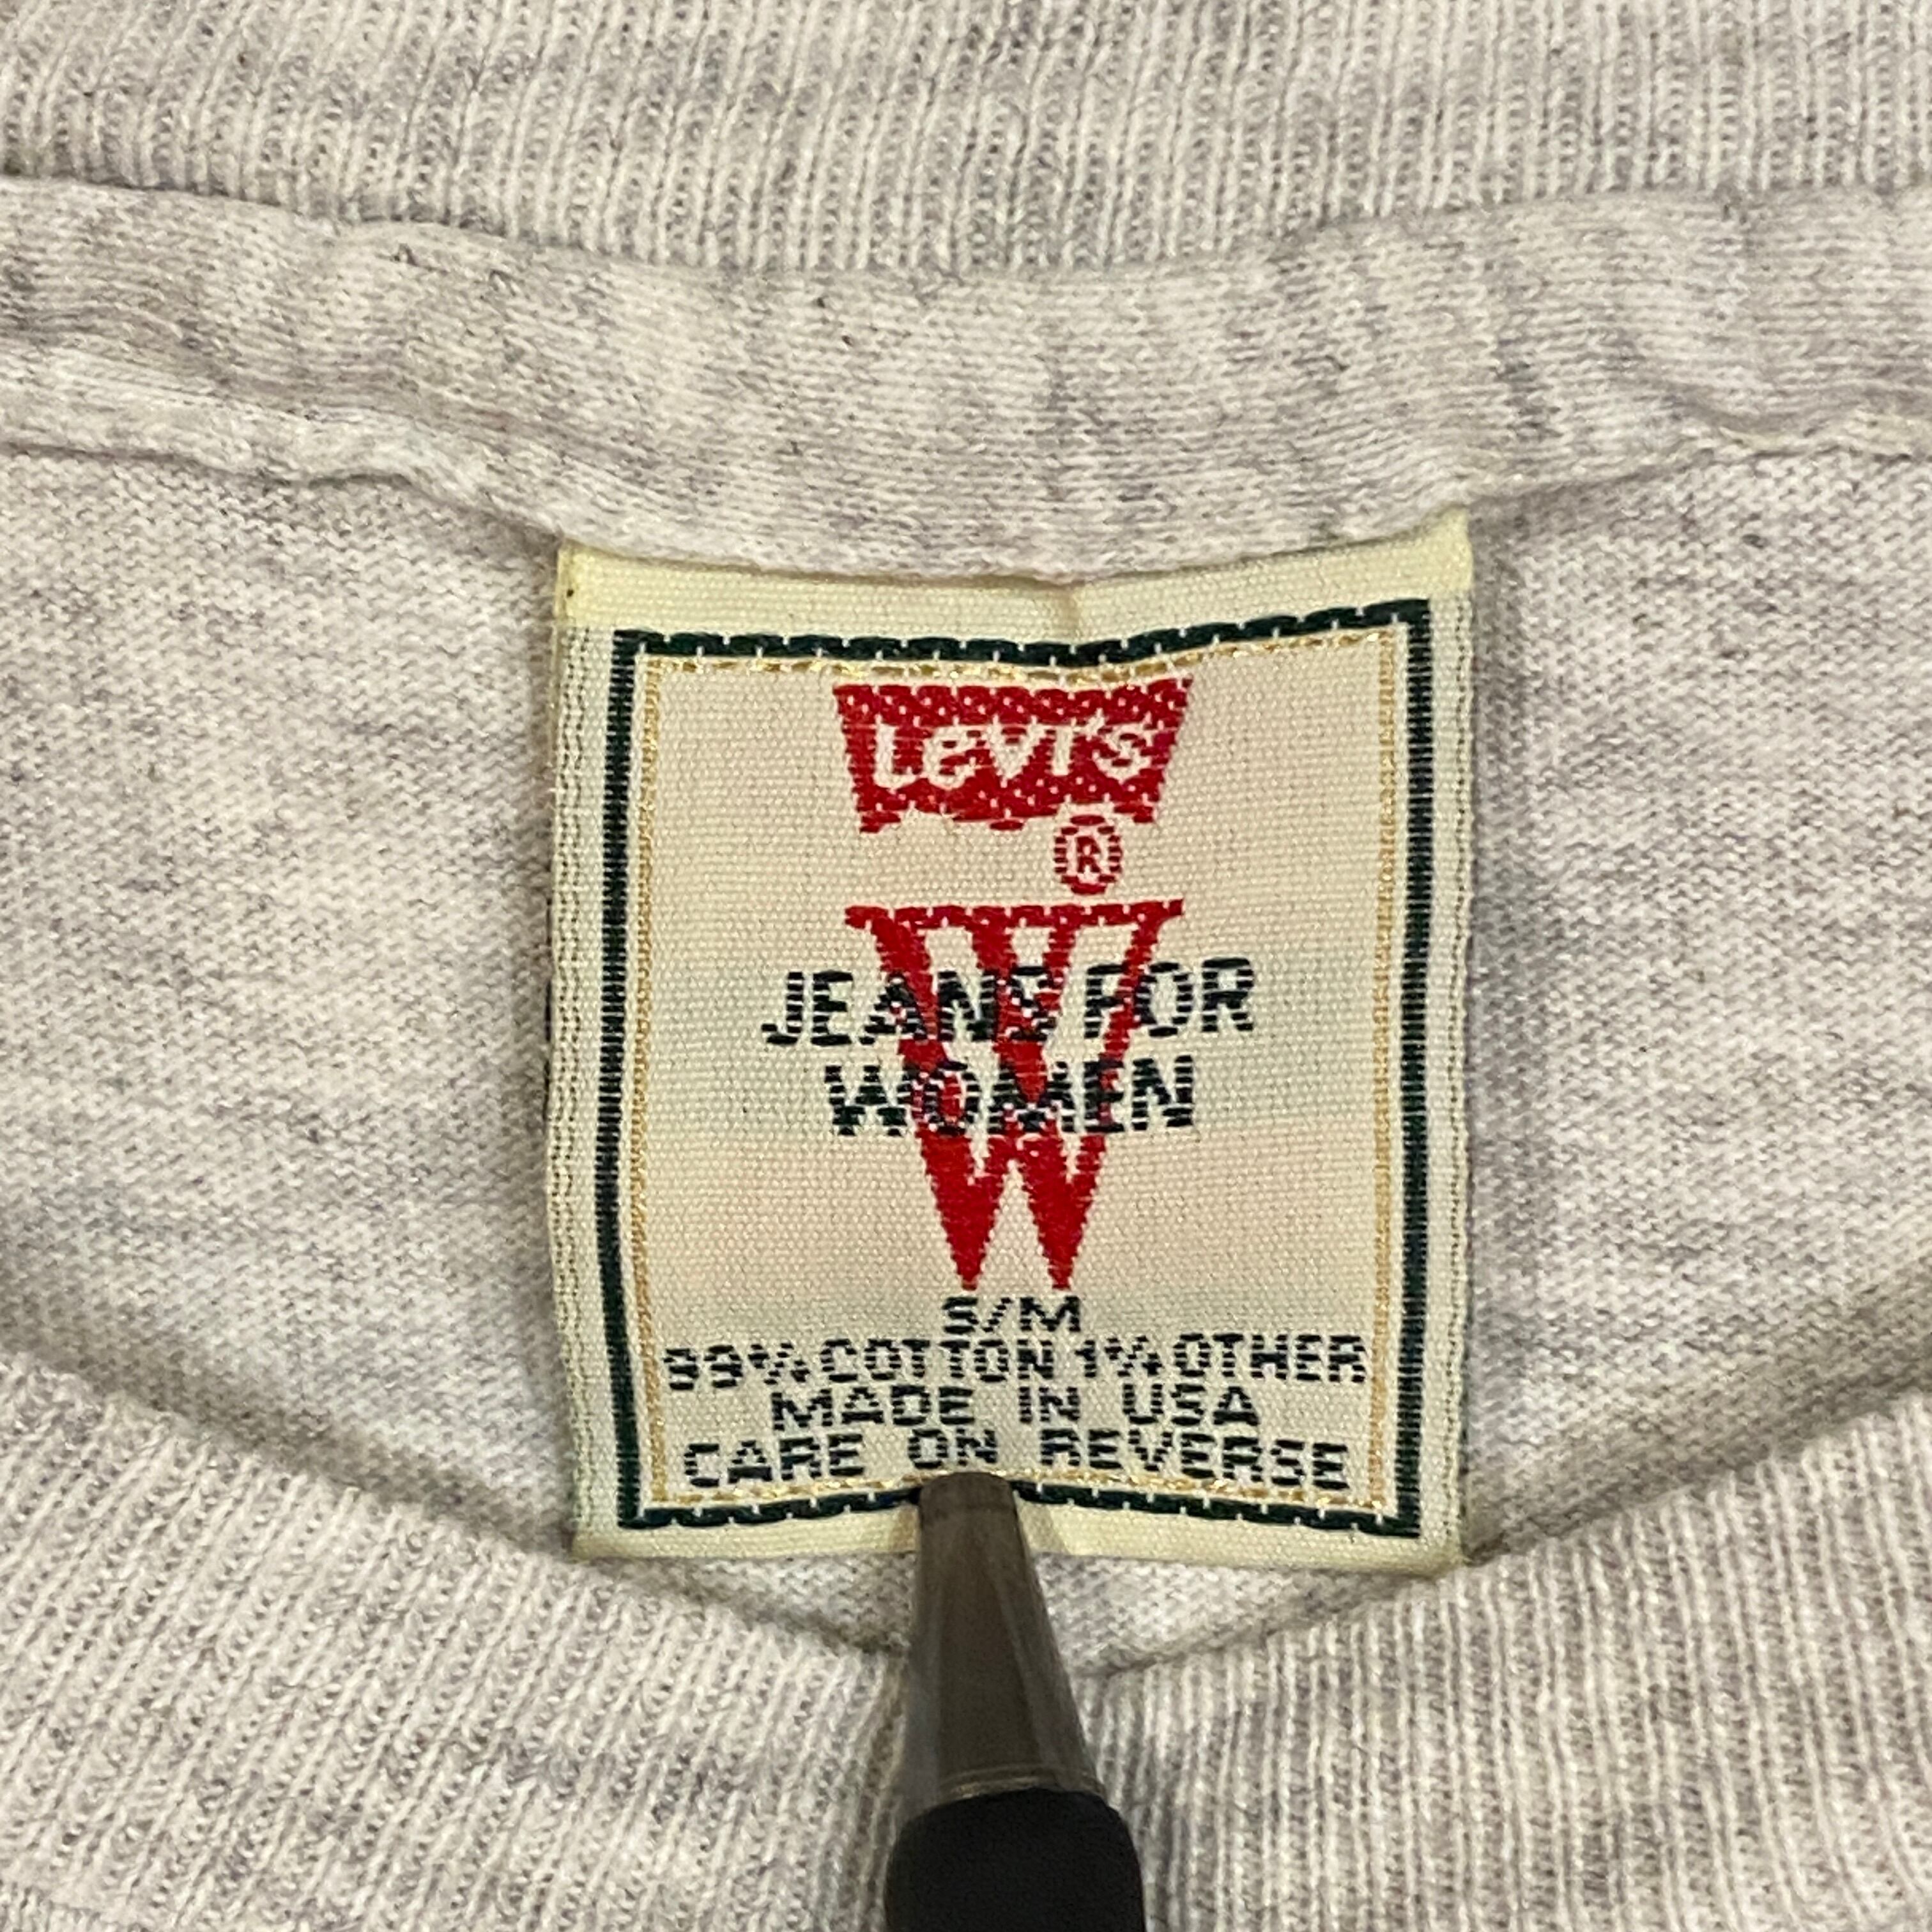 Levi's
®
W
JEANS FOR
WOMEN
S/M
99% COTTON 1% OTHER
MADE IN USA
CARE ON REVERSE